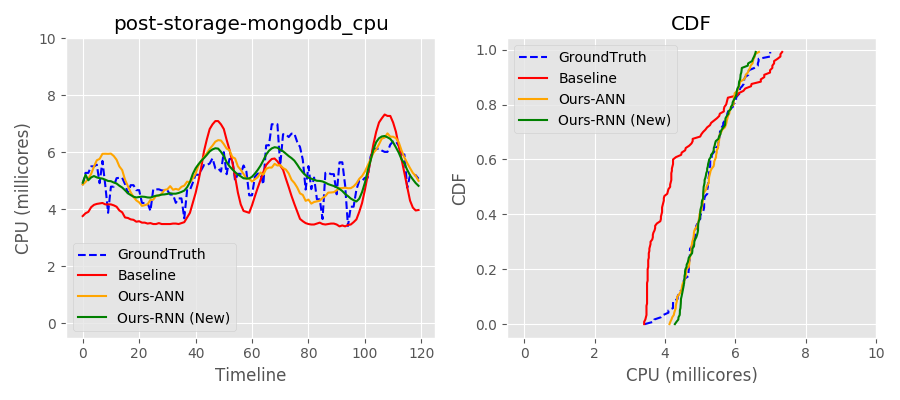 post-storage-mongodb_cpu
CPU (millicores)
10
8
6
4
2
0
GroundTruth
Baseline
Ours-ANN
Ours-RNN (New)
0 20 40 60 80 100 120
Timeline
CDF
CDF
1.0
0.8
0.6
0.4
0.2
0.0
GroundTruth
Baseline
Ours-ANN
Ours-RNN (New)
0 2 4 6 8 10
CPU (millicores)